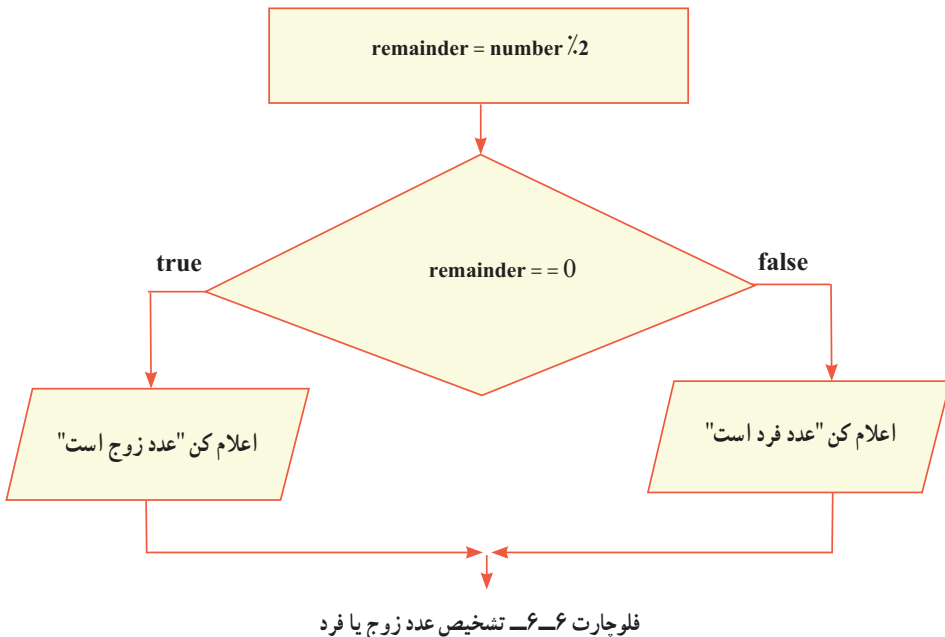 remainder = number ٪2
remainder = = 0
true
false
اعلام کن "عدد زوج است"
اعلام کن "عدد فرد است"
فلوچارت ۶ــ۶ــ تشخیص عدد زوج یا فرد